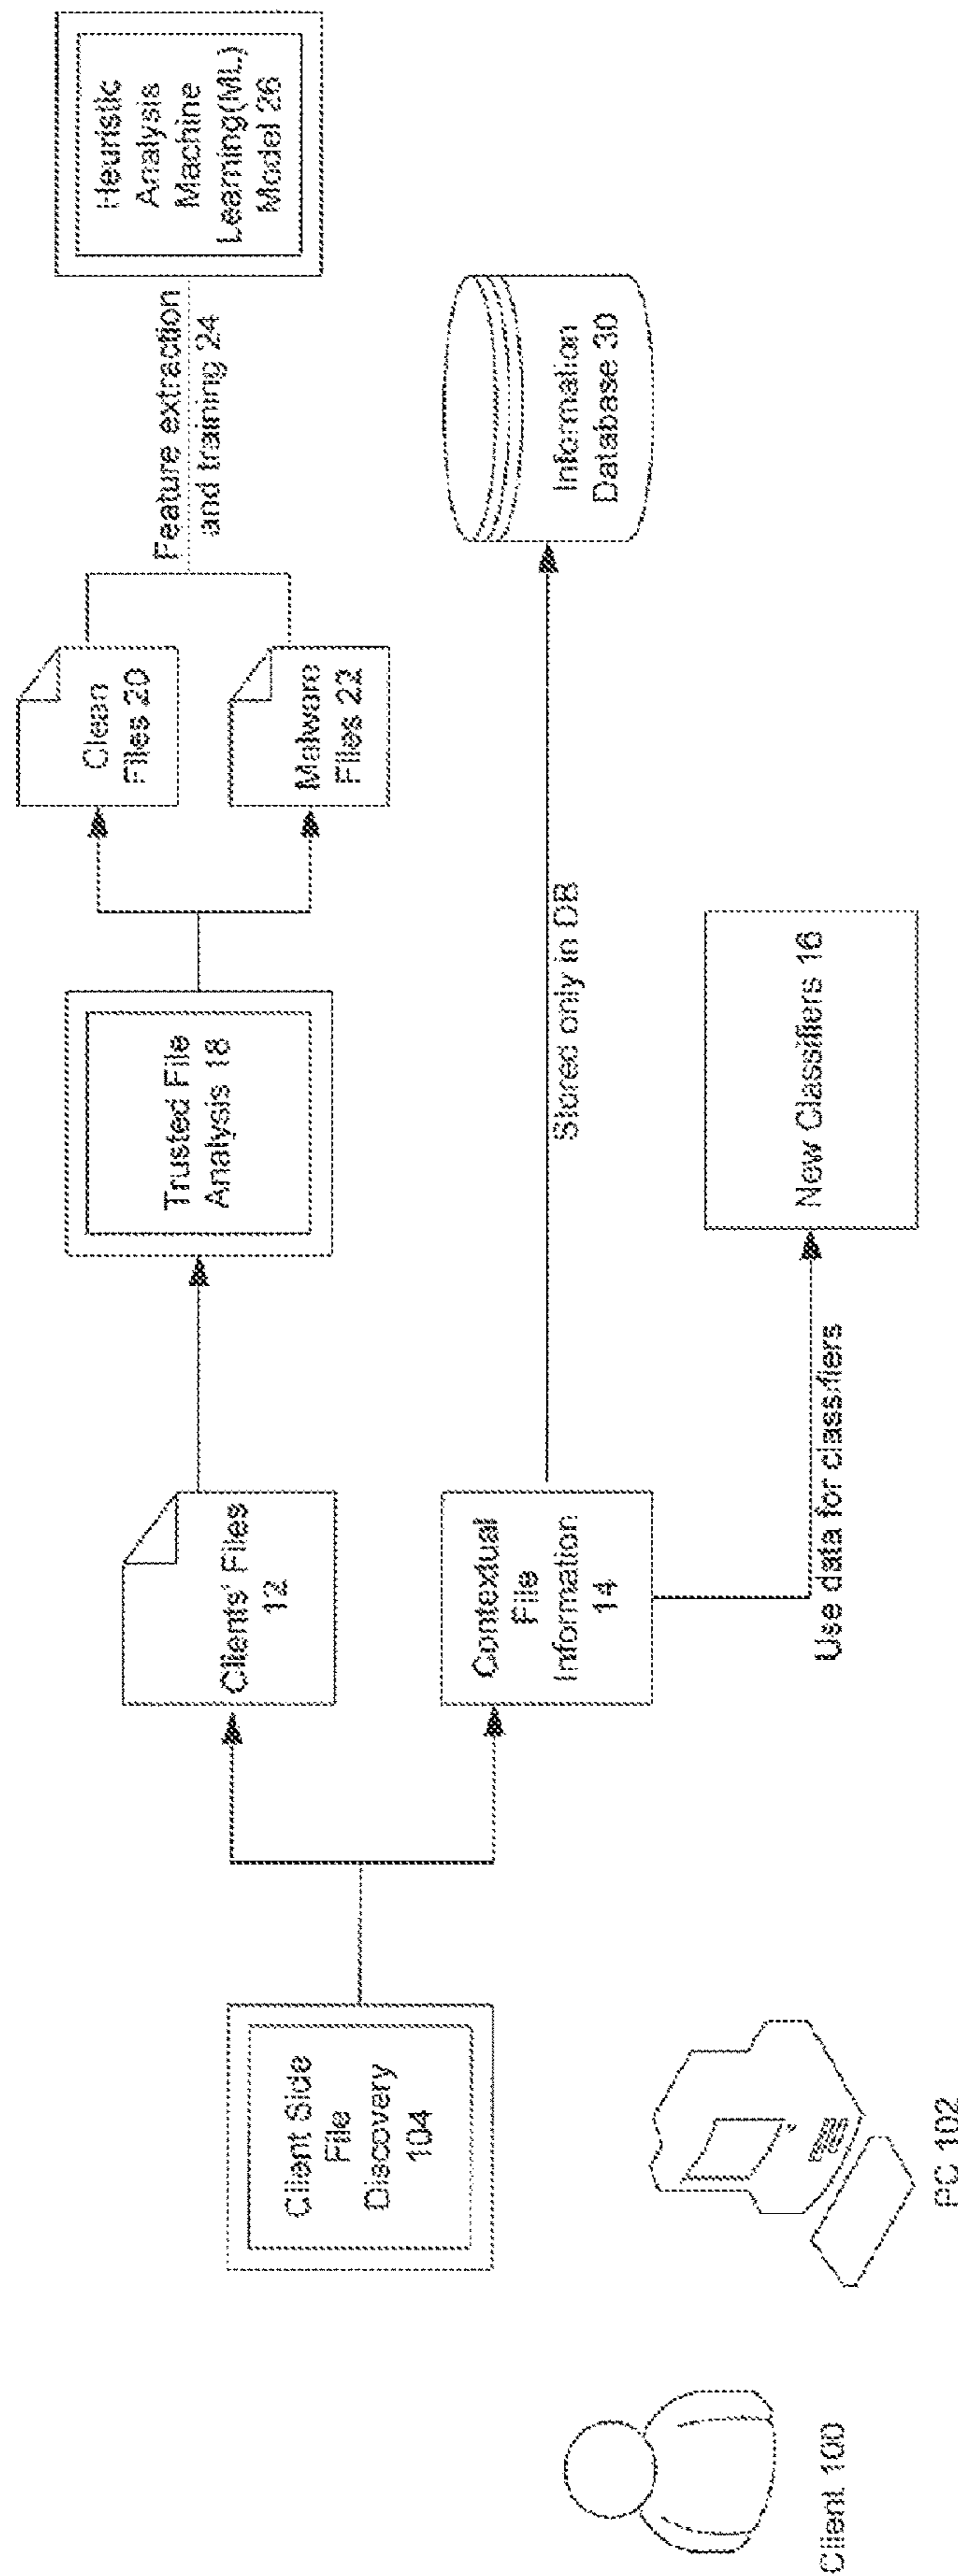 Client 100
PC 102
Client Side
File
Discovery
104
Clients' Files
12
Contextual
File
Information
14
Trusted File
Analysis 18
Clean
Files 20
Malware
Files 22
Feature extraction
and training 24
Heuristic
Analysis
Machine
Learning(ML)
Model 26
Stored only in DB
Information
Database 30
Use data for classifiers
New Classifiers 16